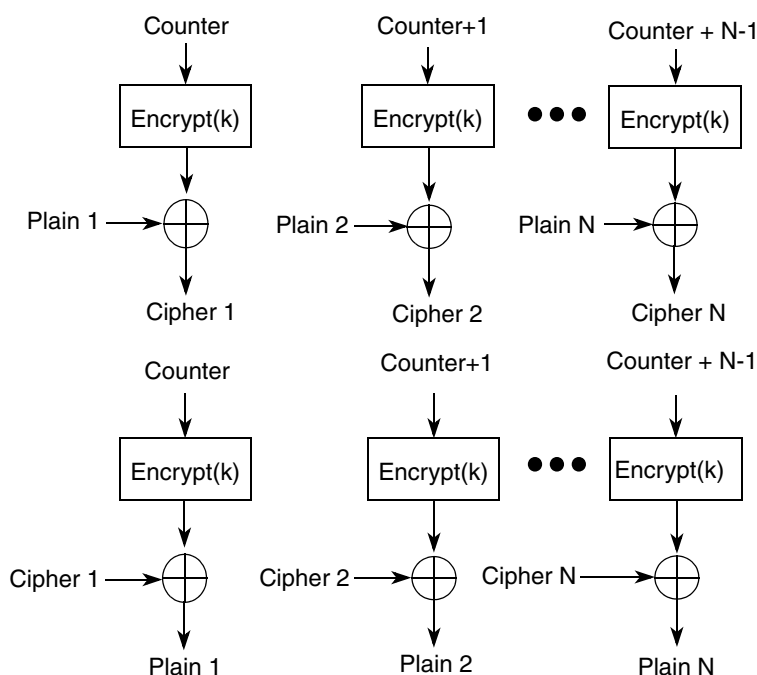 Counter
Counter+1
Counter + N-1
Encrypt(k)
Encrypt(k)
Encrypt(k)
Plain 1
Plain 2
Plain N
Cipher 1
Cipher 2
Cipher N
Counter
Counter+1
Counter + N-1
Encrypt(k)
Encrypt(k)
Encrypt(k)
Cipher 1
Cipher 2
Cipher N
Plain 1
Plain 2
Plain N